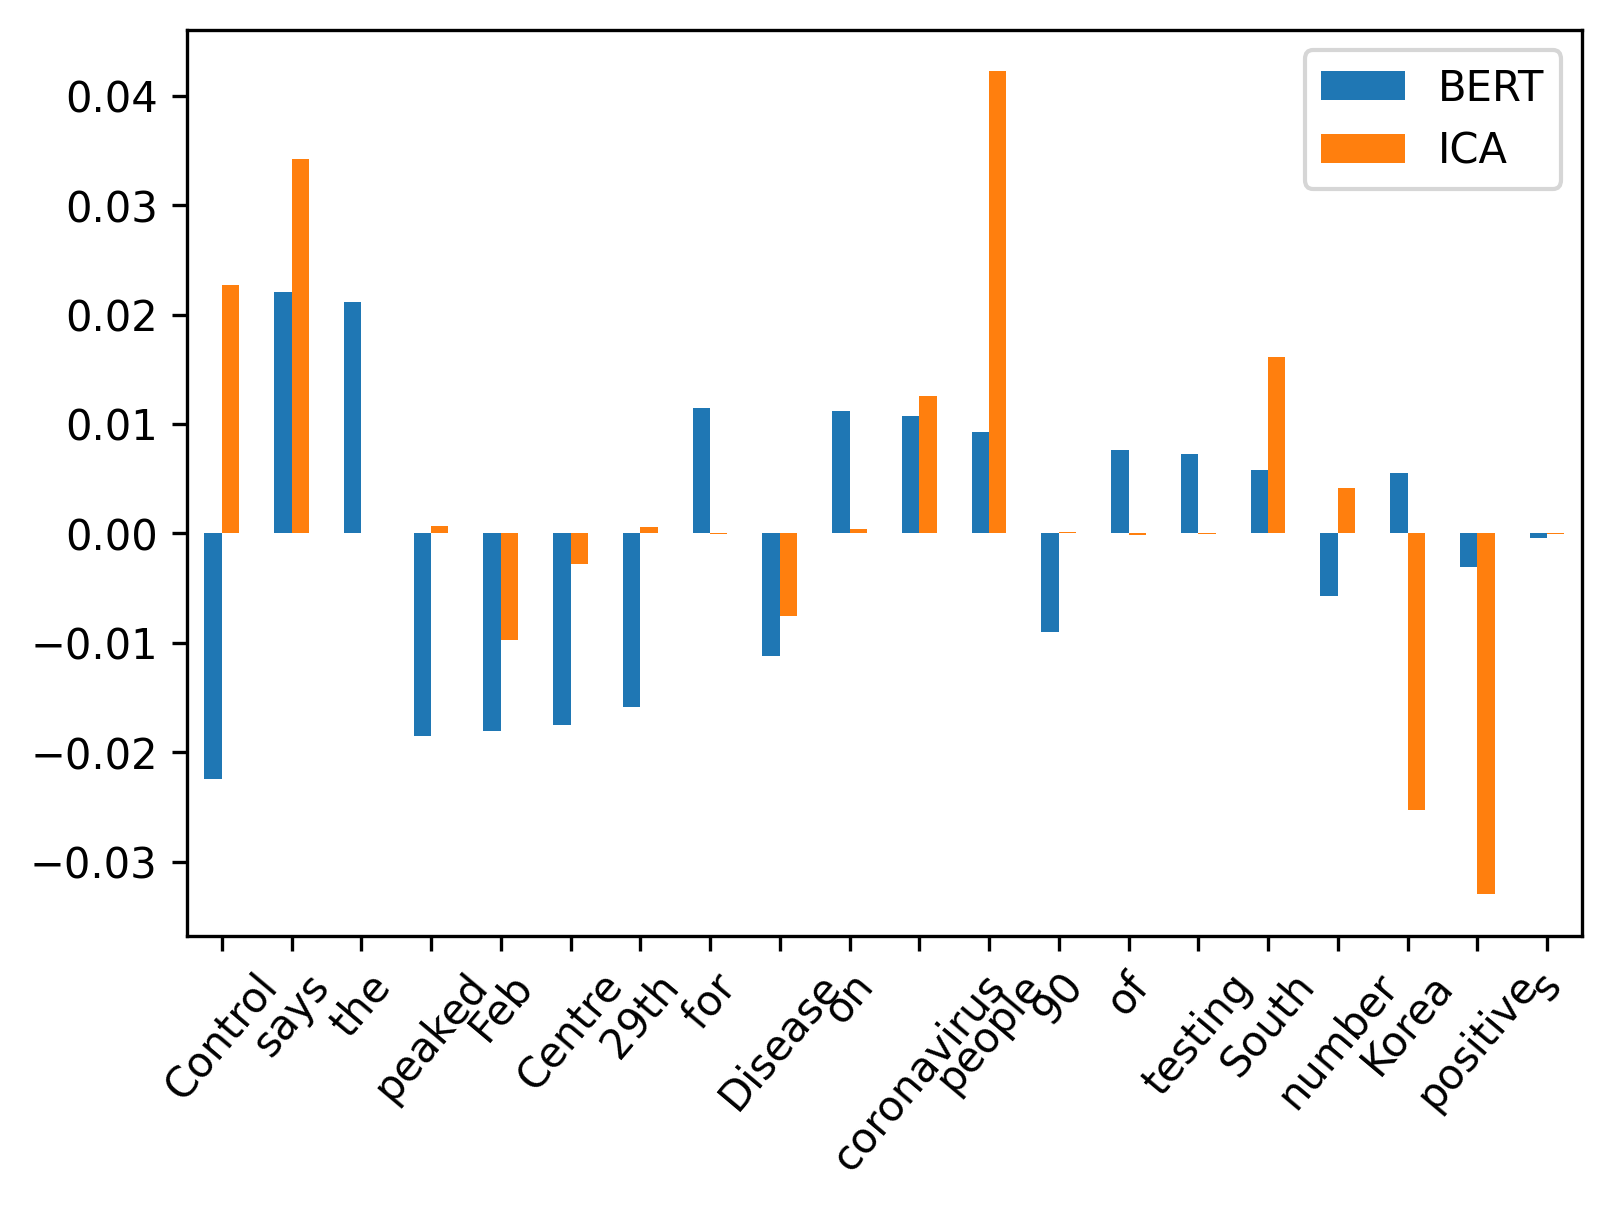 BERT
ICA
0.04
0.03
0.02
0.01
0.00
−0.01
−0.02
−0.03
Control
says
the
peaked
Feb
Centre
29th
for
Disease
on
coronavirus
people
90
of
testing
South
number
Korea
positive
s